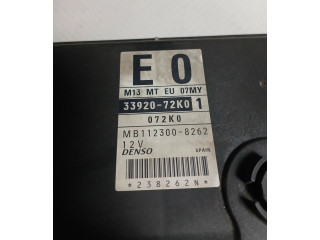 E0
M13 MT EU 07MY
33920-72K0 1
072K0
MB112300-8262
12V
DENSO SPAIN
*238262N*